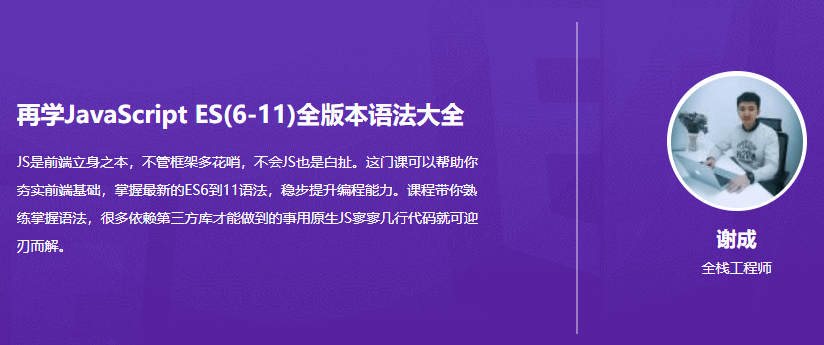 再学JavaScript ES(6-11)全版本语法大全
JS是前端立身之本，不管框架多花哨，不会JS也是白扯。这门课可以帮助你
夯实前端基础，掌握最新的ES6到11语法，稳步提升编程能力。课程带你熟
练掌握语法，很多依赖第三方库才能做到的事用原生JS寥寥几行代码就可迎
刃而解。
谢成
全栈工程师